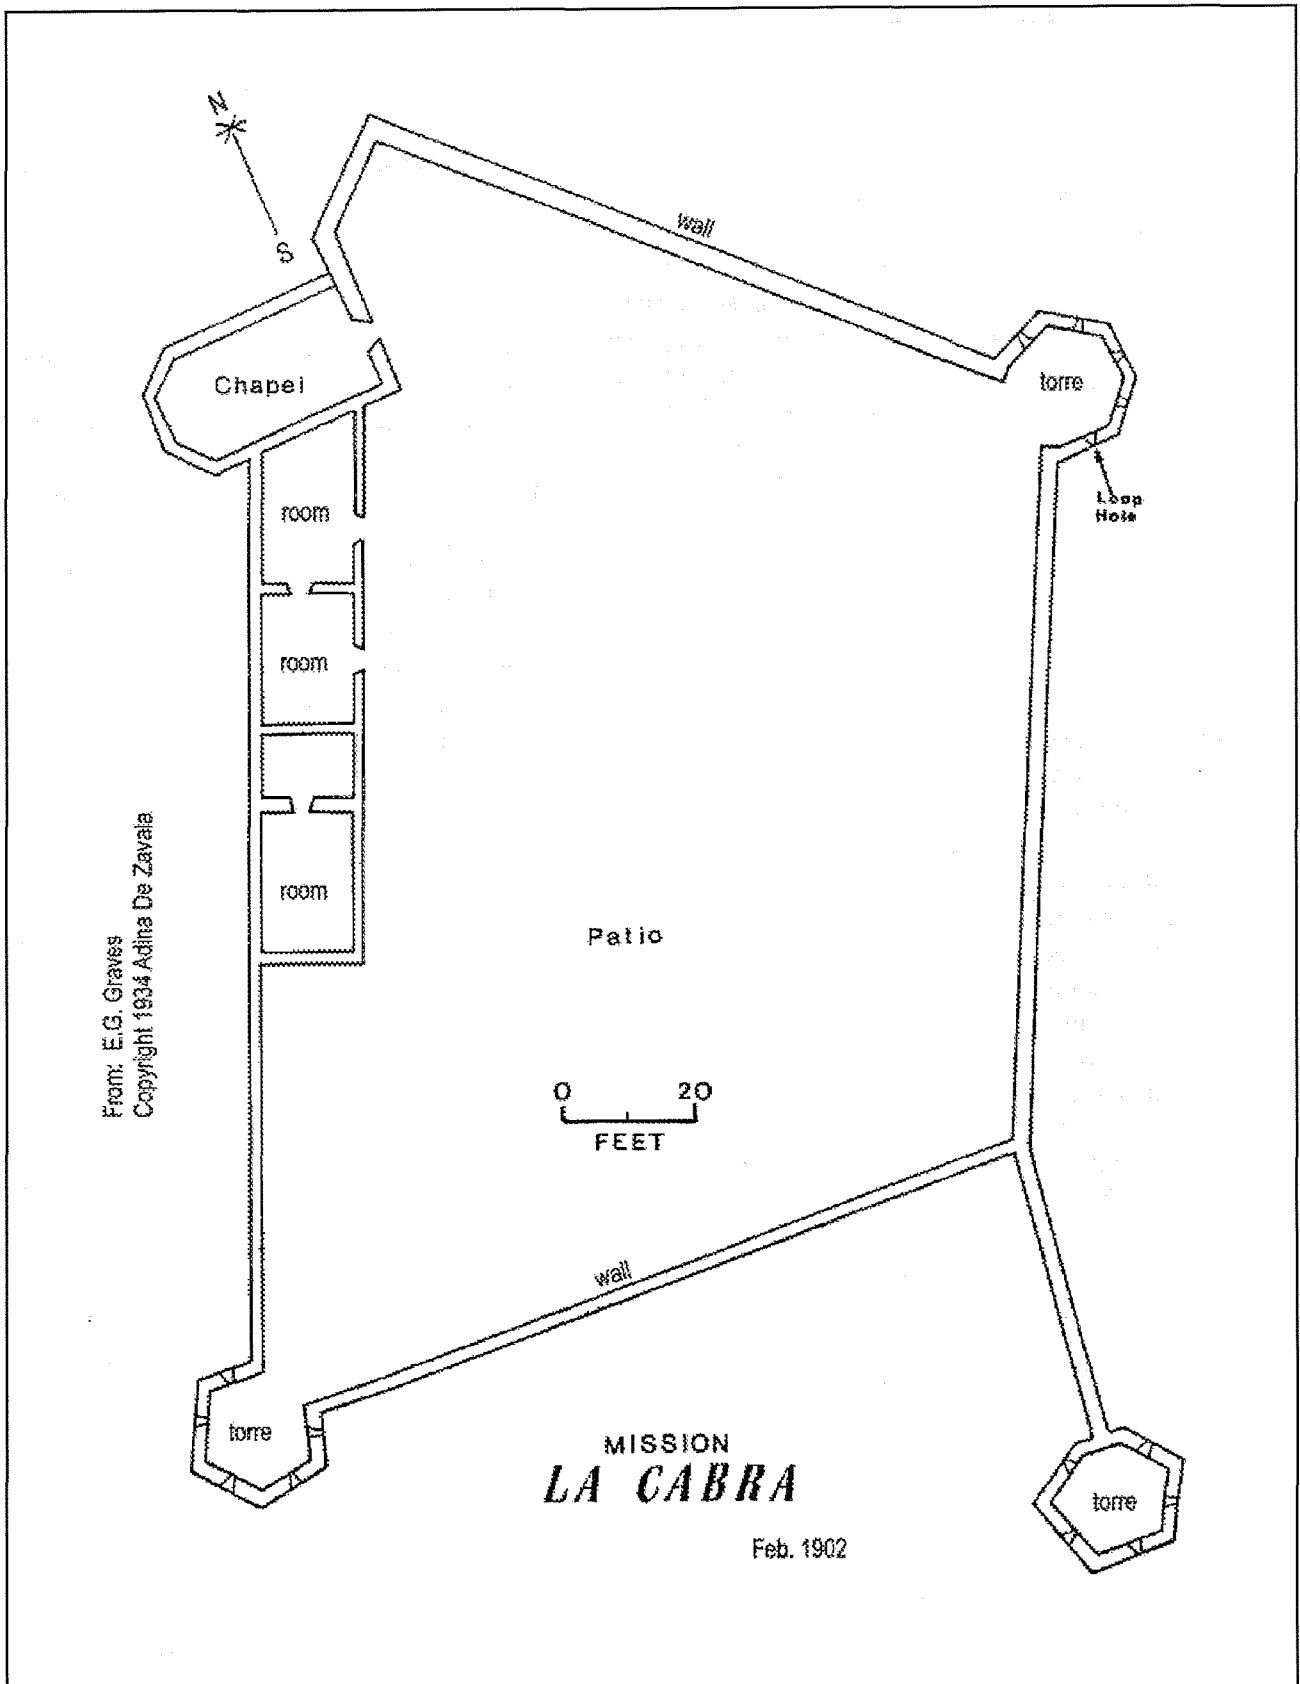 N
S
wall
Chapel
torre
Loop
Hole
room
room
room
Patio
From: E.G. Graves
Copyright 1934 Adina De Zavala
0 20
FEET
wall
torre
MISSION
LA CABRA
torre
Feb. 1902